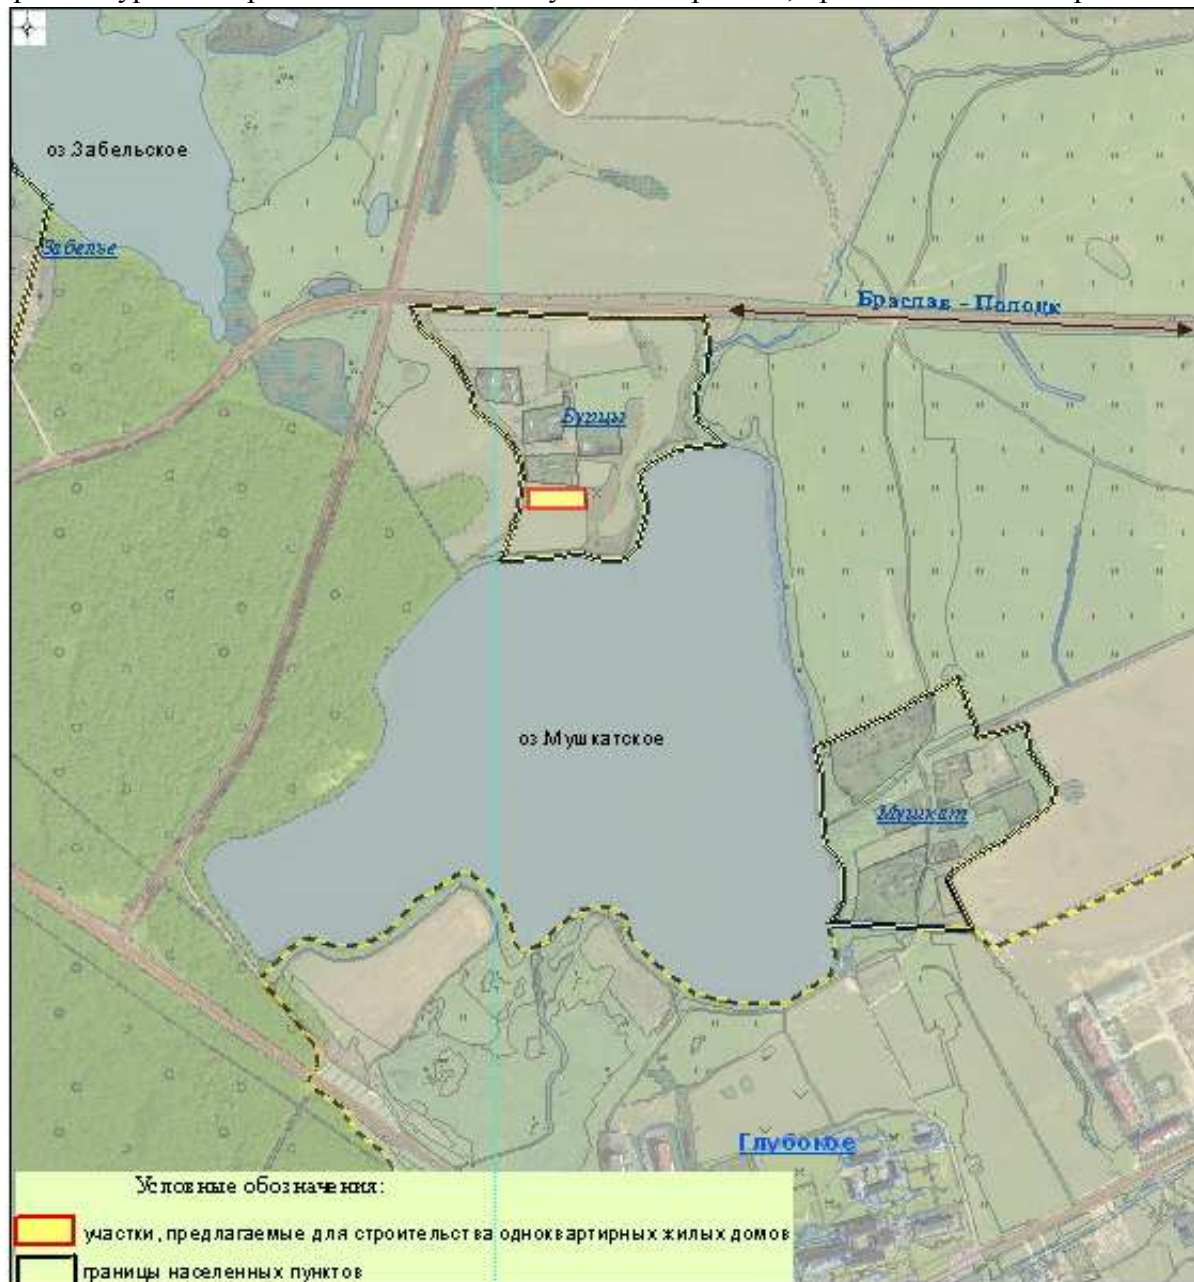 оз.Забельское
Забелье
Браслав - Полоцк
Бурцы
оз.Мушкатское
Мушкат
Глубокое
Условные обозначения:
участки, предлагаемые для строительства одноквартирных жилых домов
границы населенных пунктов